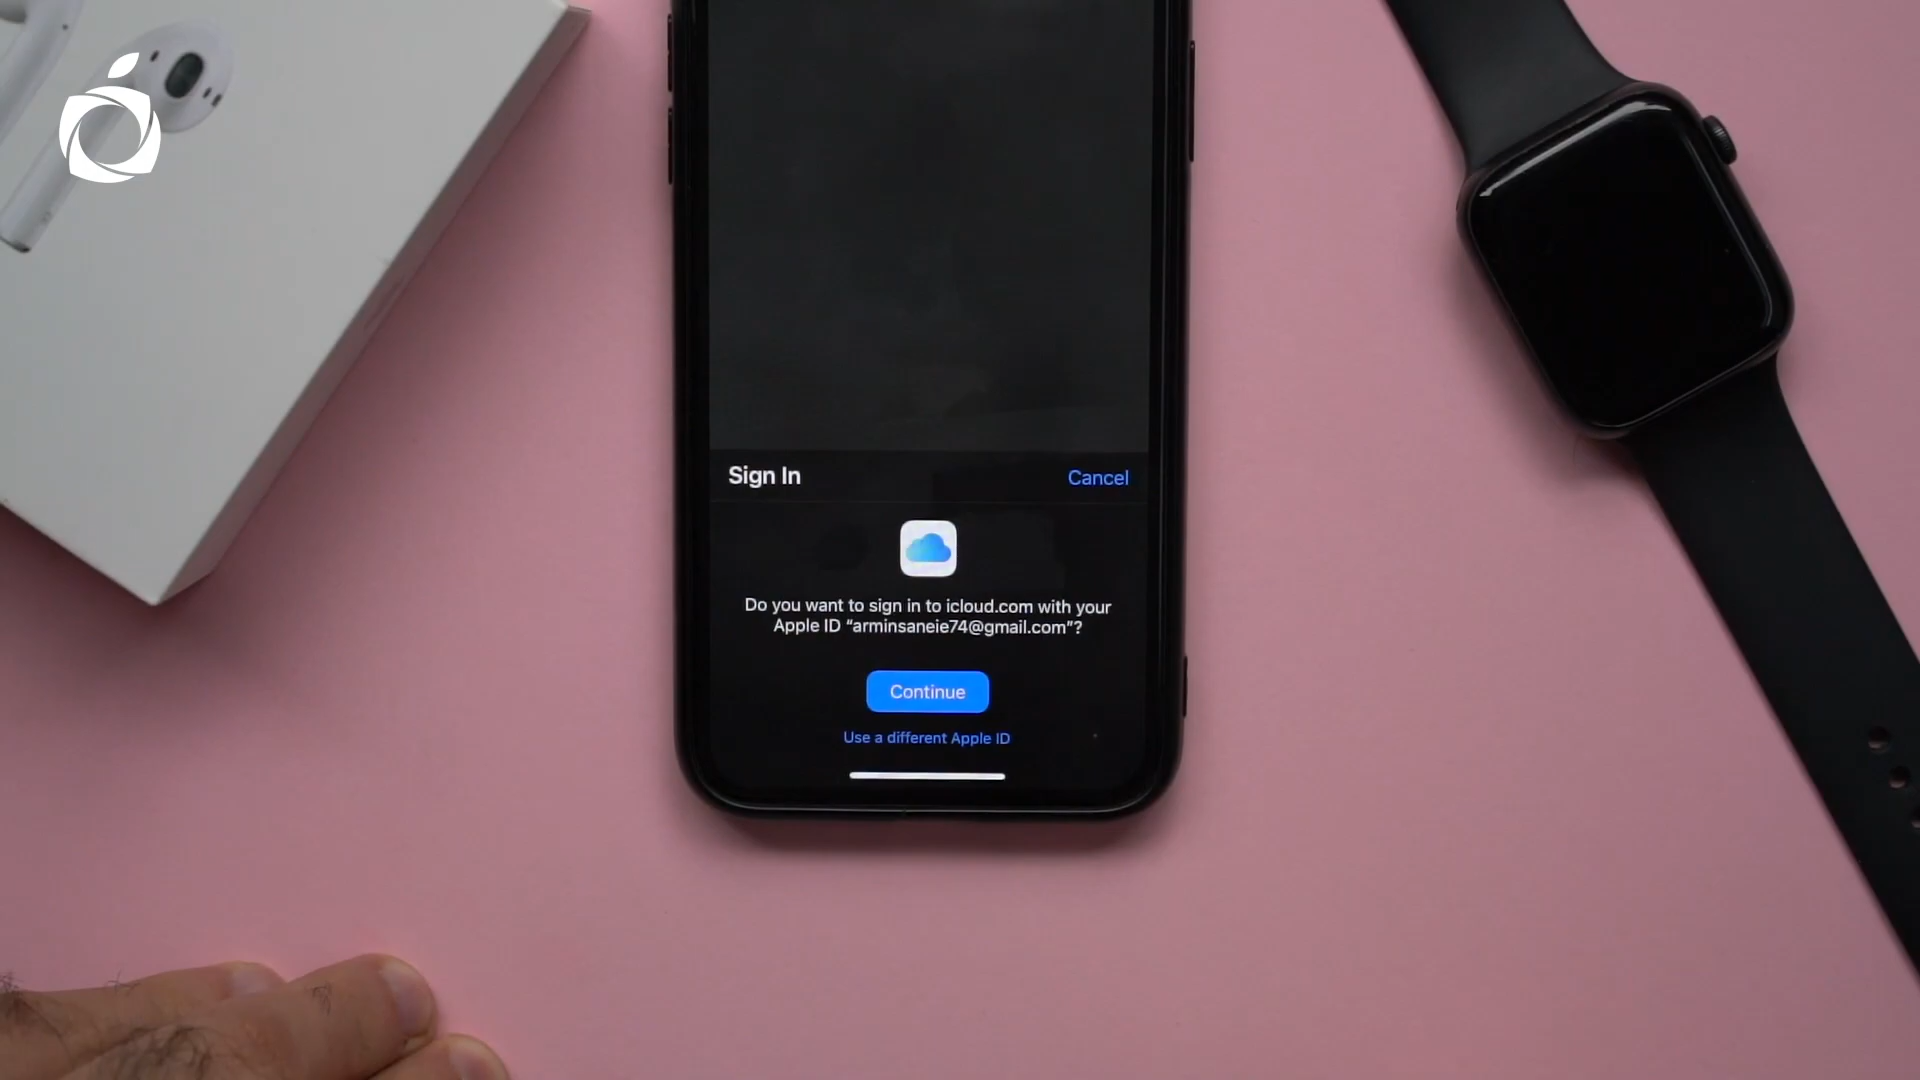 Sign In
Cancel
Do you want to sign in to icloud.com with your
Apple ID “arminsaneie74@gmail.com”?
Continue
Use a different Apple ID